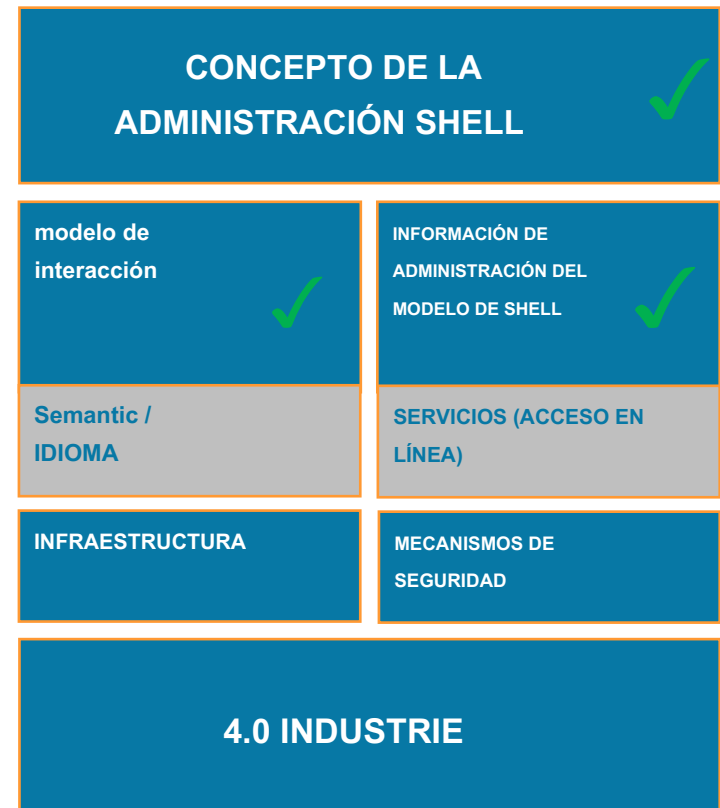 CONCEPTO DE LA
ADMINISTRACIÓN SHELL
modelo de
interacción
INFORMACIÓN DE
ADMINISTRACIÓN DEL
MODELO DE SHELL
Semantic /
IDIOMA
SERVICIOS (ACCESO EN
LÍNEA)
INFRAESTRUCTURA
MECANISMOS DE
SEGURIDAD
4.0 INDUSTRIE